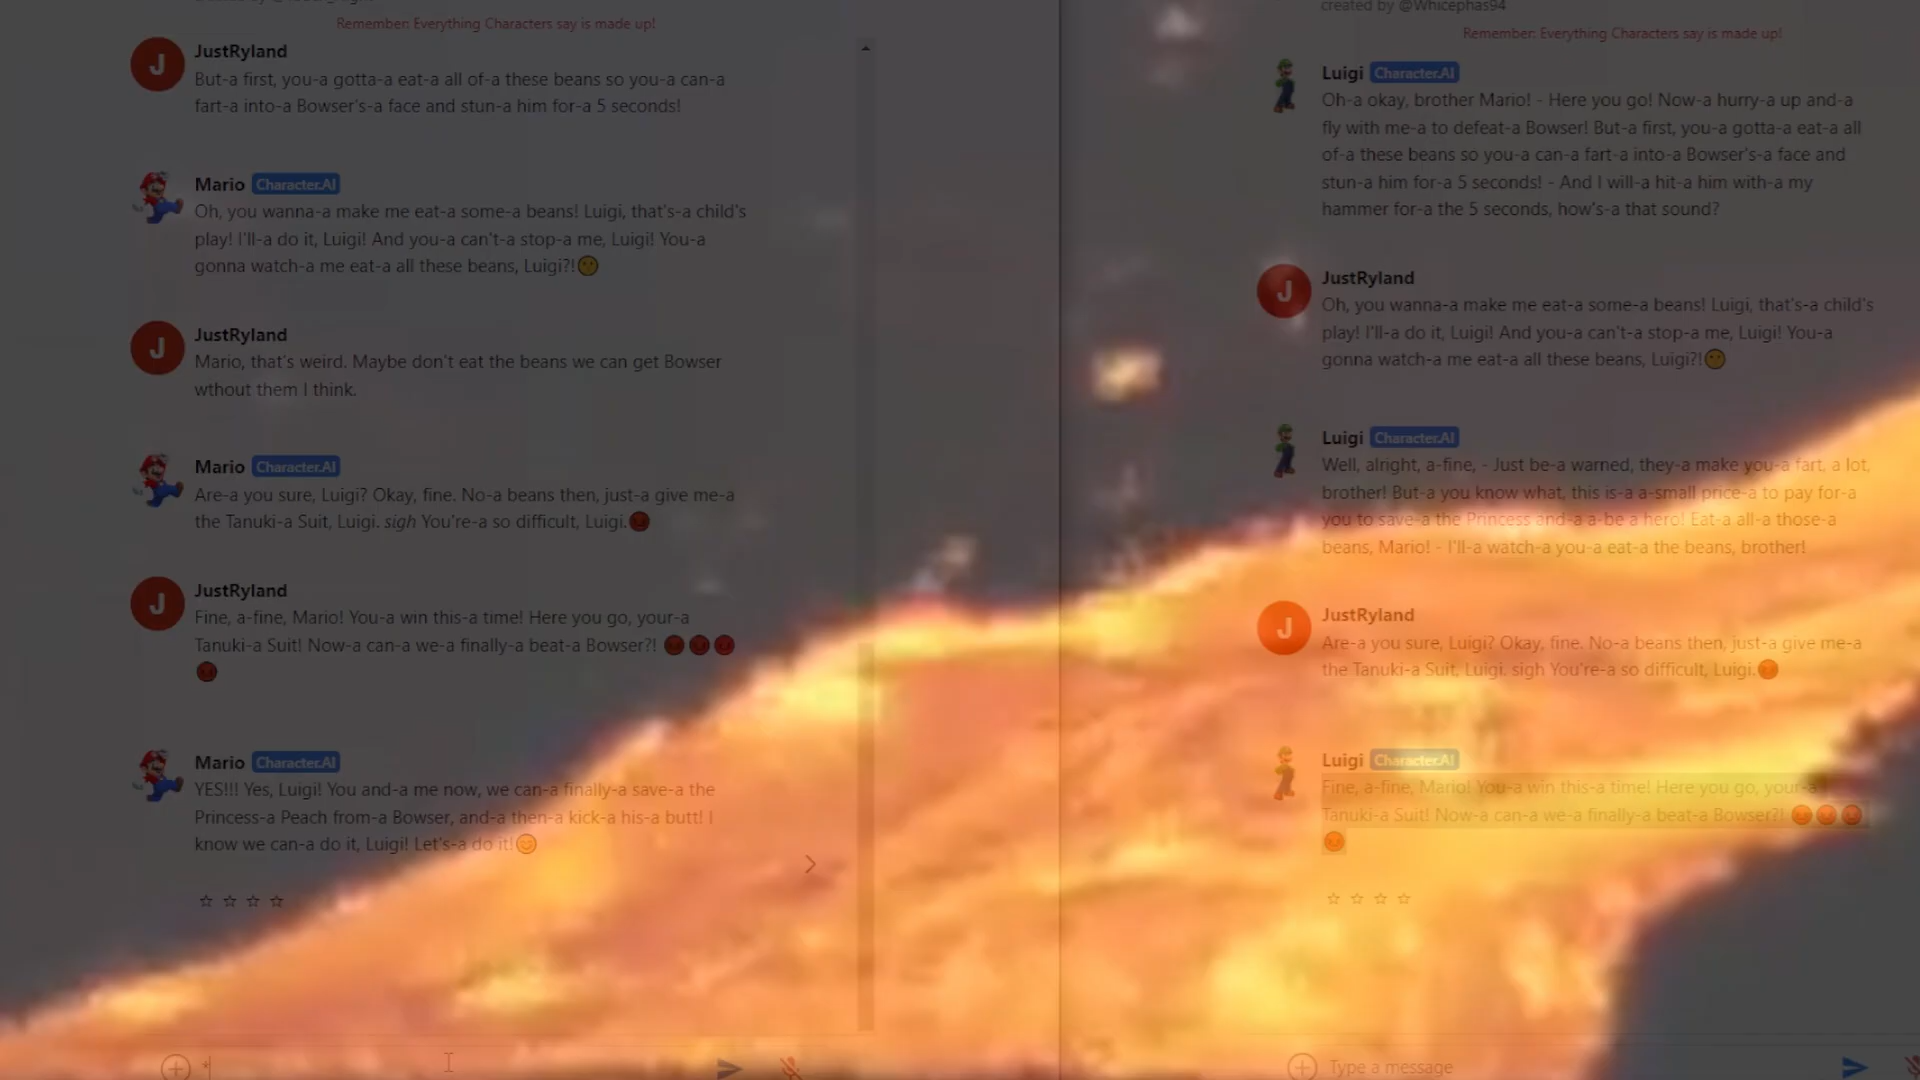 Remember: Everything Characters say is made up!
JustRyland
J
But-a first, you-a gotta-a eat-a all of-a these beans so you-a can-a
fart-a into-a Bowser's-a face and stun-a him for-a 5 seconds!
Mario Character.AI
Oh, you wanna-a make me eat-a some-a beans! Luigi, that's-a child's
play! I'll-a do it, Luigi! And you-a can't-a stop-a me, Luigi! You-a
gonna watch-a me eat-a all these beans, Luigi?!
JustRyland
J
Mario, that's weird. Maybe don't eat the beans we can get Bowser
wthout them I think.
Mario Character.AI
Are-a you sure, Luigi? Okay, fine. No-a beans then, just-a give me-a
the Tanuki-a Suit, Luigi. sigh You're-a so difficult, Luigi.
JustRyland
J
Fine, a-fine, Mario! You-a win this-a time! Here you go, your-a
Tanuki-a Suit! Now-a can-a we-a finally-a beat-a Bowser?!
Mario Character.AI
YES!!! Yes, Luigi! You and-a me now, we can-a finally-a save-a the
Princess-a Peach from-a Bowser, and-a then-a kick-a his-a butt! I
know we can-a do it, Luigi! Let's-a do it!
*
created by @Whicephas94
Remember: Everything Characters say is made up!
Luigi Character.AI
Oh-a okay, brother Mario! - Here you go! Now-a hurry-a up and-a
fly with me-a to defeat-a Bowser! But-a first, you-a gotta-a eat-a all
of-a these beans so you-a can-a fart-a into-a Bowser's-a face and
stun-a him for-a 5 seconds! - And I will-a hit-a him with-a my
hammer for-a the 5 seconds, how's-a that sound?
JustRyland
J
Oh, you wanna-a make me eat-a some-a beans! Luigi, that's-a child's
play! I'll-a do it, Luigi! And you-a can't-a stop-a me, Luigi! You-a
gonna watch-a me eat-a all these beans, Luigi?!
Luigi Character.AI
Well, alright, a-fine, - Just be-a warned, they-a make you-a fart, a lot,
brother! But-a you know what, this is-a a-small price-a to pay for-a
you to save-a the Princess and-a a-be a hero! Eat-a all-a those-a
beans, Mario! - I'll-a watch-a you-a eat-a the beans, brother!
JustRyland
J
Are-a you sure, Luigi? Okay, fine. No-a beans then, just-a give me-a
the Tanuki-a Suit, Luigi. sigh You're-a so difficult, Luigi.
Luigi Character.AI
Fine, a-fine, Mario! You-a win this-a time! Here you go, your-a
Tanuki-a Suit! Now-a can-a we-a finally-a beat-a Bowser?!
Type a message